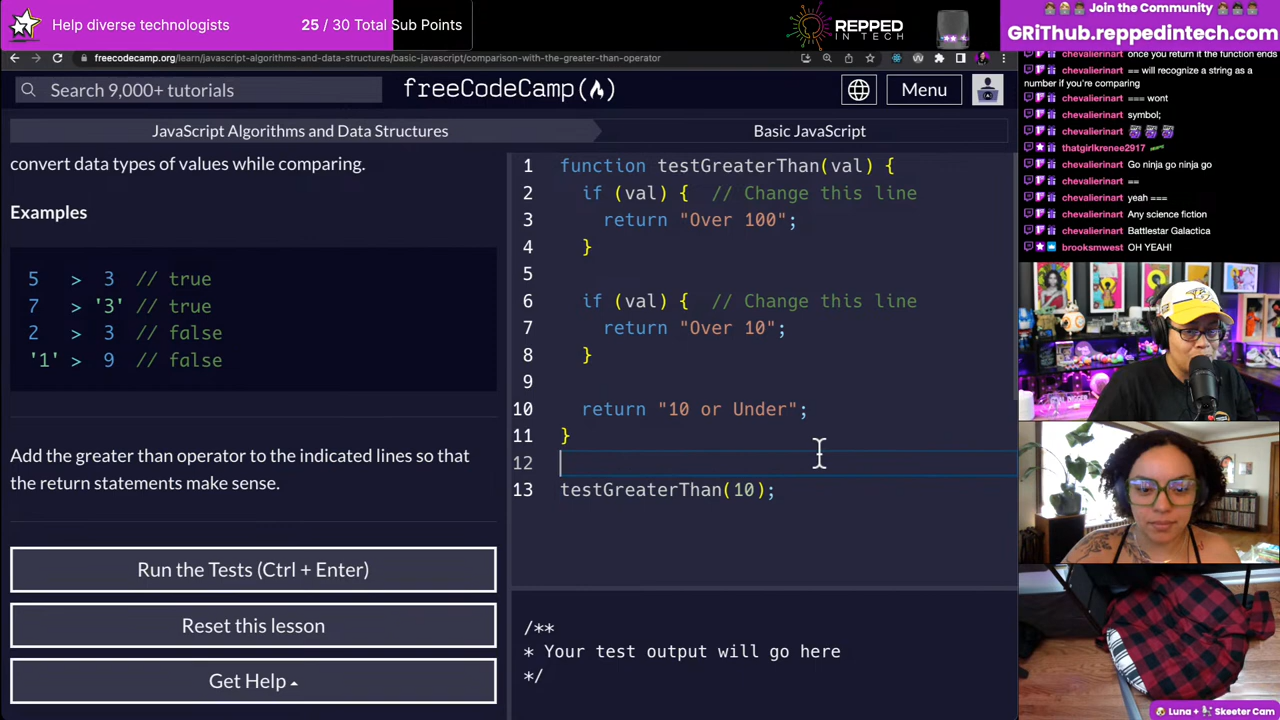 Help diverse technologists
25 / 30 Total Sub Points
REPPED
IN TECH
Join the Community
GRIThub.reppedintech.com
freecodecamp.org/learn/javascript-algorithms-and-data-structures/basic-javascript/comparison-with-the-greater-than-operator
Search 9,000+ tutorials
freeCodeCamp
Menu
JavaScript Algorithms and Data Structures
Basic JavaScript
convert data types of values while comparing.
Examples
5 > 3 // true
7 > '3' // true
2 > 3 // false
'1' > 9 // false
Add the greater than operator to the indicated lines so that
the return statements make sense.
Run the Tests (Ctrl + Enter)
Reset this lesson
Get Help
1 function testGreaterThan(val) {
2 if (val) { // Change this line
3 return "Over 100";
4 }
5
6 if (val) { // Change this line
7 return "Over 10";
8 }
9
10 return "10 or Under";
11 }
12
13 testGreaterThan(10);
/**
* Your test output will go here
*/
chevalierinart once you return it the function ends
chevalierinart == will recognize a string as a
number if you're comparing
chevalierinart === wont
chevalierinart symbol;
chevalierinart
thatgirlkrenee2917
chevalierinart Go ninja go ninja go
chevalierinart ==
chevalierinart yeah ===
chevalierinart Any science fiction
chevalierinart Battlestar Galactica
brooksmwest OH YEAH!
Luna + Skeeter Cam